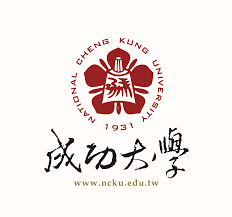 NATIONAL CHENG KUNG UNIVERSITY
1931
成功大學
www.ncku.edu.tw